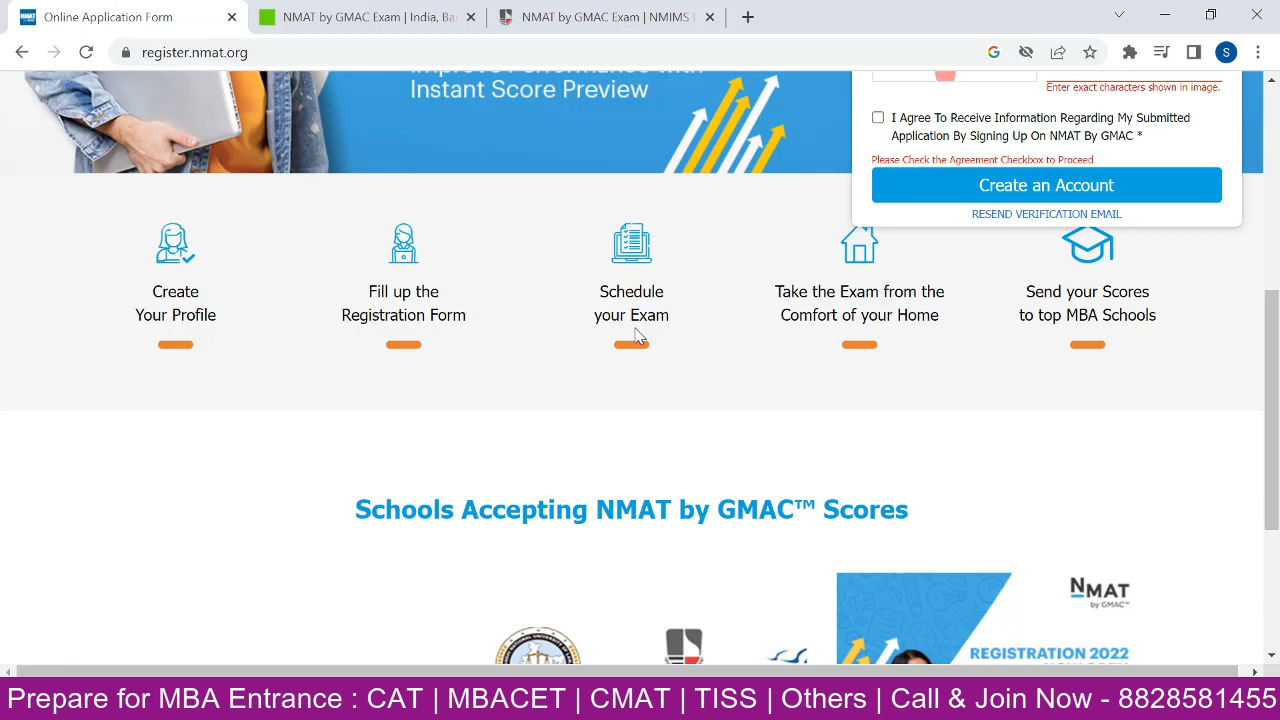 Online Application Form
NMAT by GMAC Exam | India, B
NMAT by GMAC Exam | NMIMS
register.nmat.org
S
Improve Performance with
Instant Score Preview
Enter exact characters shown in image.
I Agree To Receive Information Regarding My Submitted
Application By Signing Up On NMAT By GMAC *
Please Check the Agreement Checkbox to Proceed
Create an Account
RESEND VERIFICATION EMAIL
Create
Your Profile
Fill up the
Registration Form
Schedule
your Exam
Take the Exam from the
Comfort of your Home
Send your Scores
to top MBA Schools
Schools Accepting NMAT by GMAC™ Scores
NMAT
by GMAC™
REGISTRATION 2022
Prepare for MBA Entrance : CAT | MBACET | CMAT | TISS | Others | Call & Join Now - 8828581455